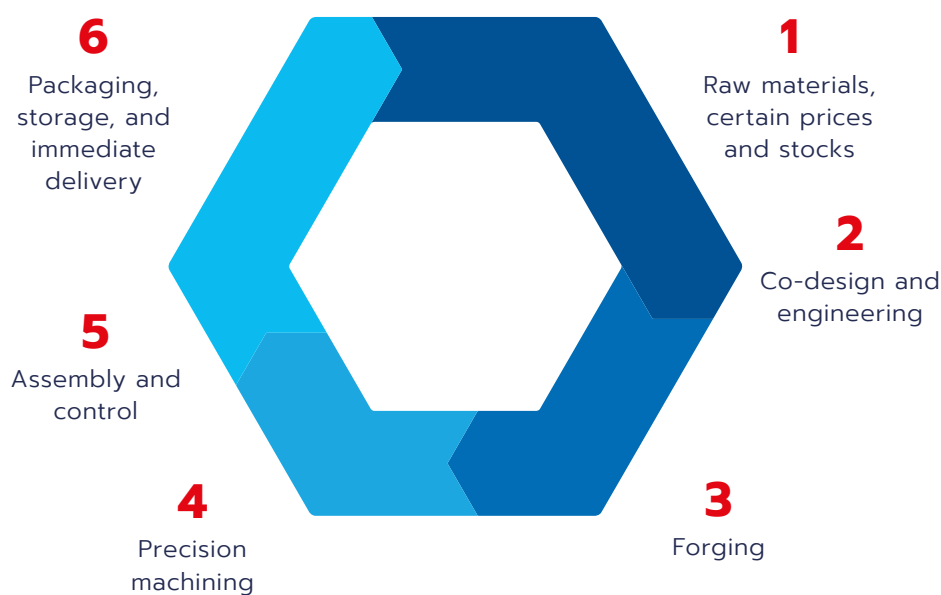 1
Raw materials,
certain prices
and stocks
2
Co-design and
engineering
3
Forging
4
Precision
machining
5
Assembly and
control
6
Packaging,
storage, and
immediate
delivery